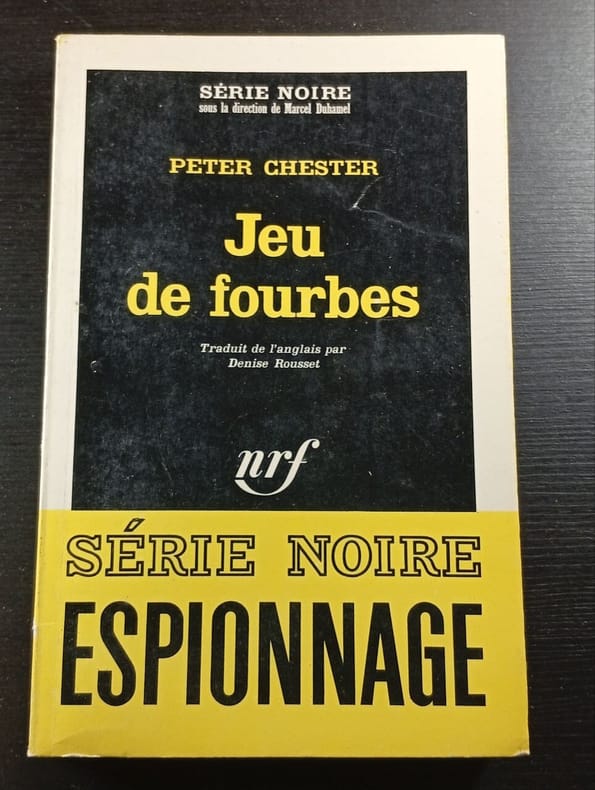 SÉRIE NOIRE
sous la direction de Marcel Duhamel
PETER CHESTER
Jeu
de fourbes
Traduit de l'anglais par
Denise Rousset
nrf
SÉRIE NOIRE
ESPIONNAGE